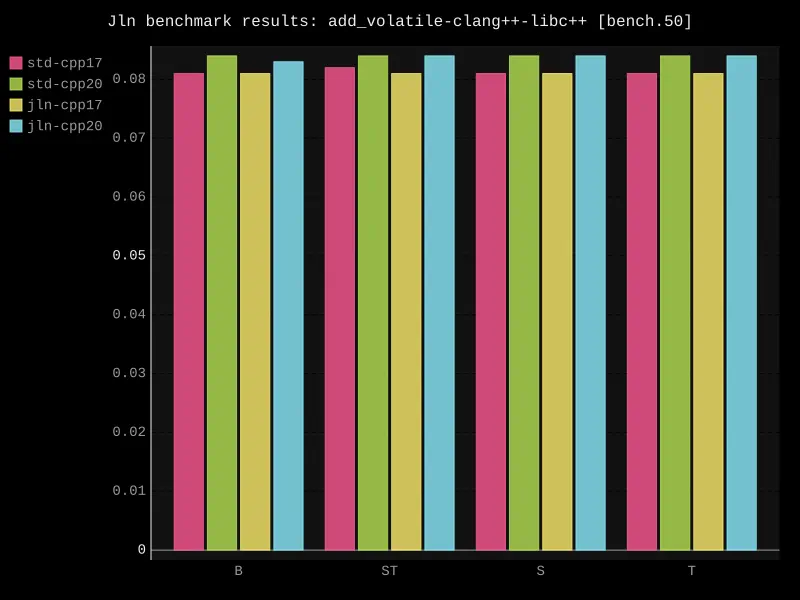 Jln benchmark results: add_volatile-clang++-libc++ [bench.50]
std-cpp17
std-cpp20
jln-cpp17
jln-cpp20
0.08
0.07
0.06
0.05
0.04
0.03
0.02
0.01
0
B ST S T